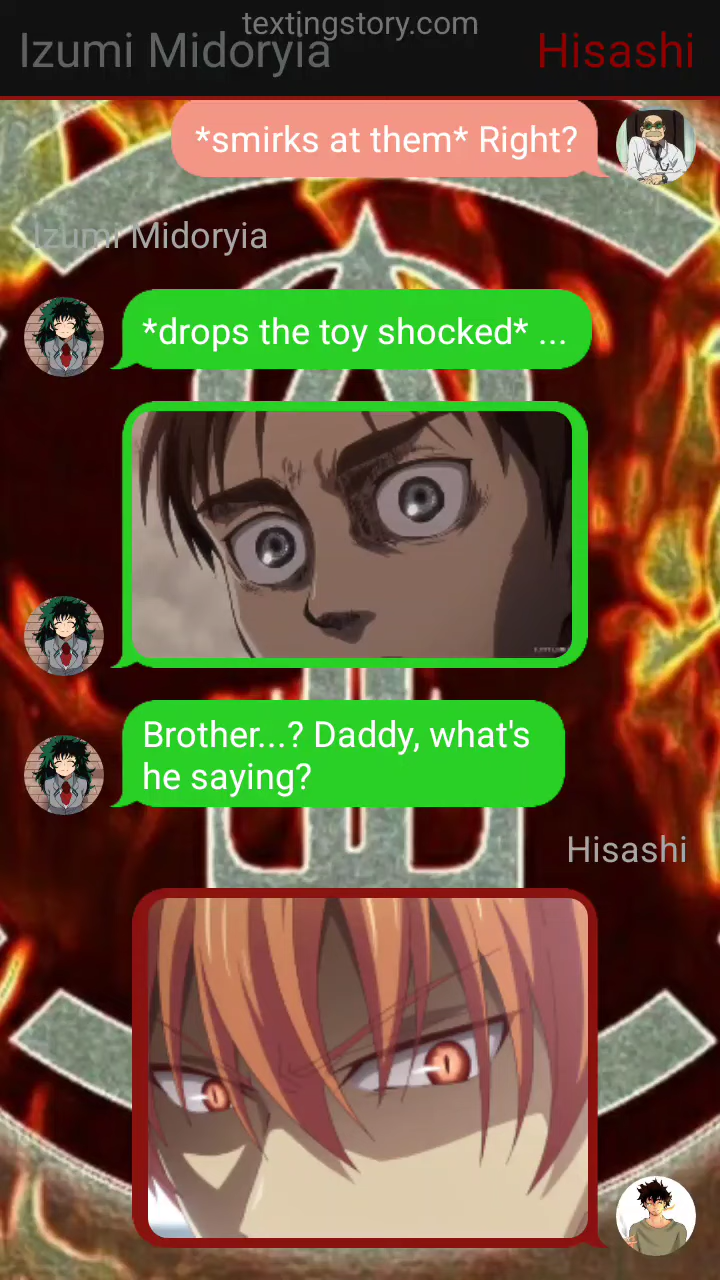 textingstory.com
Izumi Midoryia
Hisashi
*smirks at them* Right?
Izumi Midoryia
*drops the toy shocked* ...
Brother...? Daddy, what's
he saying?
Hisashi